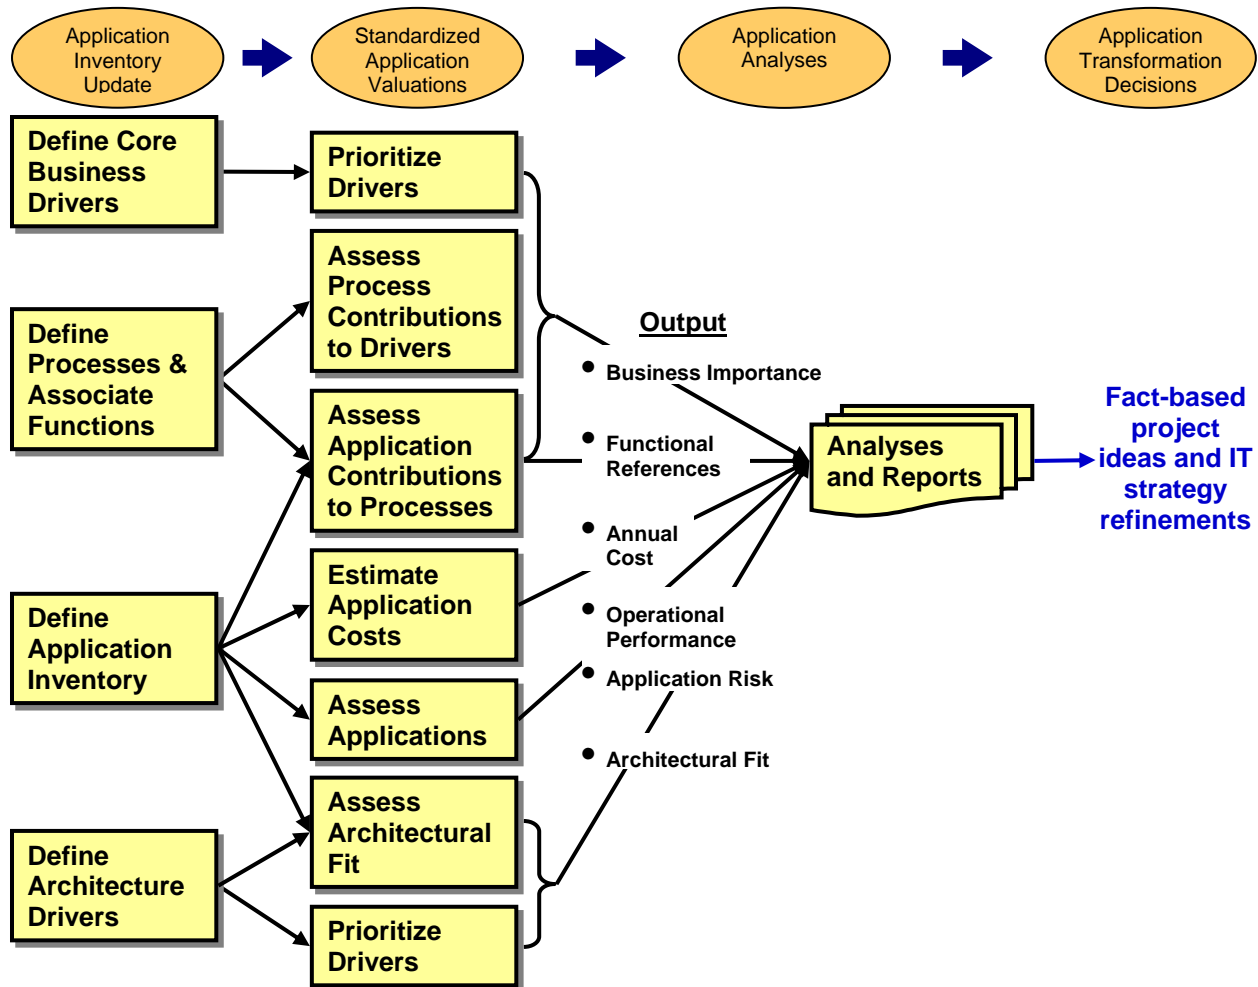 Application
Inventory
Update
Standardized
Application
Valuations
Application
Analyses
Application
Transformation
Decisions
Define Core
Business
Drivers
Define
Processes &
Associate
Functions
Define
Application
Inventory
Define
Architecture
Drivers
Prioritize
Drivers
Assess
Process
Contributions
to Drivers
Assess
Application
Contributions
to Processes
Estimate
Application
Costs
Assess
Applications
Assess
Architectural
Fit
Prioritize
Drivers
Output
• Business Importance
• Functional
References
• Annual
Cost
• Operational
Performance
• Application Risk
• Architectural Fit
Analyses
and Reports
Fact-based
project
ideas and IT
strategy
refinements